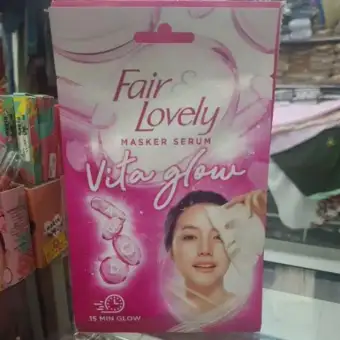 Fair &
Lovely
MASKER SERUM
Vita glow
15 MIN GLOW